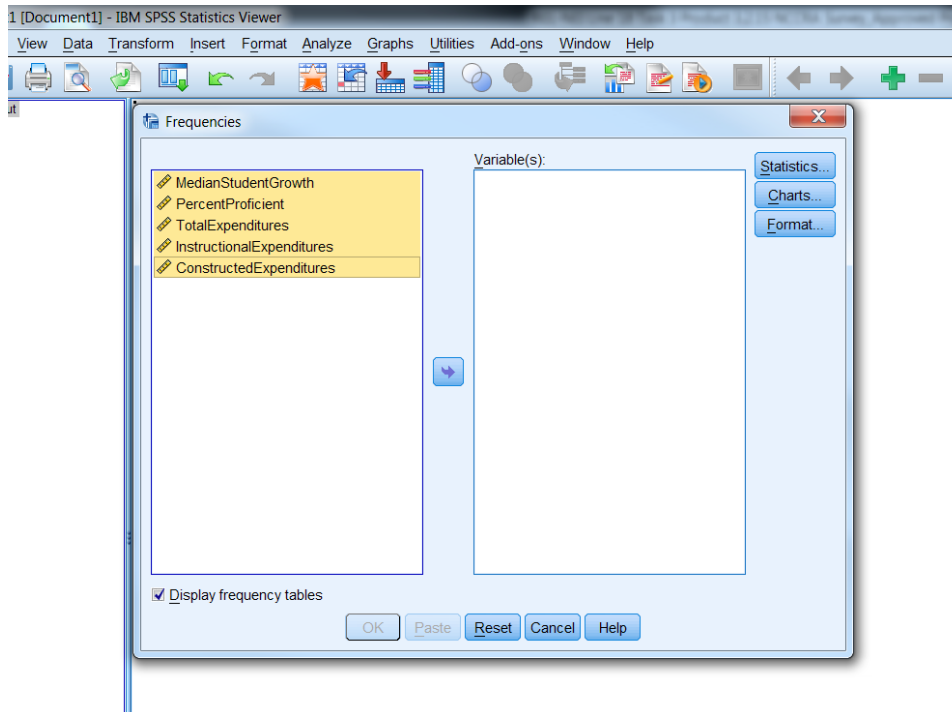 1 [Document1] - IBM SPSS Statistics Viewer
View Data Transform Insert Format Analyze Graphs Utilities Add-ons Window Help
ut
Frequencies
Variable(s):
MedianStudentGrowth
PercentProficient
TotalExpenditures
InstructionalExpenditures
ConstructedExpenditures
Statistics...
Charts...
Format...
Display frequency tables
OK Paste Reset Cancel Help